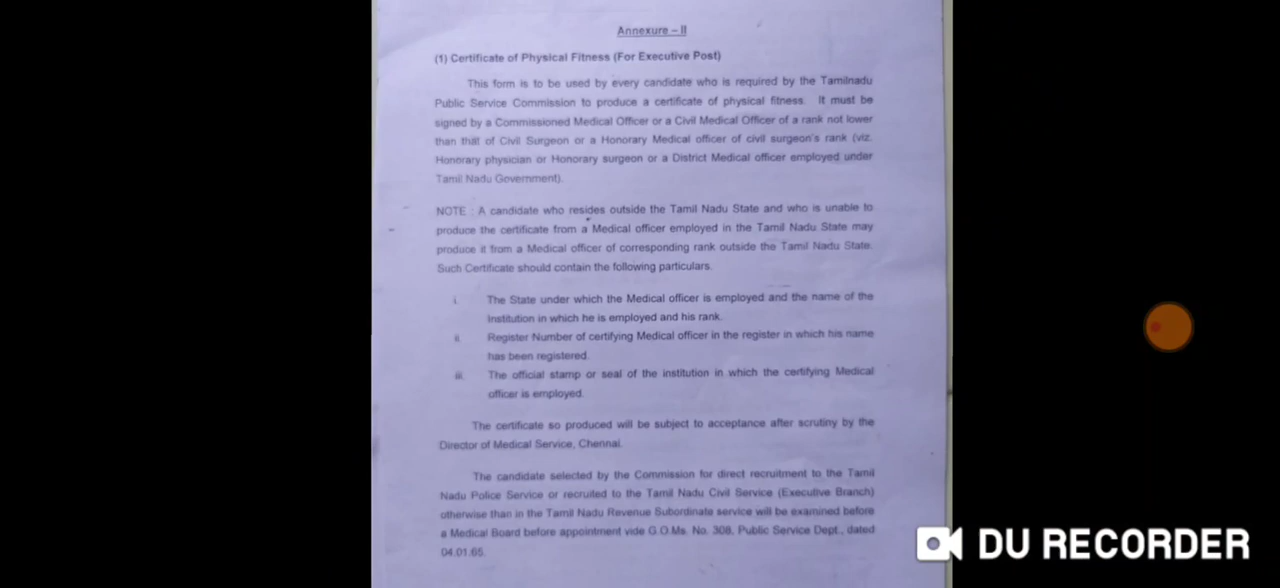 Annexure – II
(1) Certificate of Physical Fitness (For Executive Post)
This form is to be used by every candidate who is required by the Tamilnadu
Public Service Commission to produce a certificate of physical fitness. It must be
signed by a Commissioned Medical Officer or a Civil Medical Officer of a rank not lower
than that of Civil Surgeon or a Honorary Medical officer of civil surgeon's rank (viz.
Honorary physician or Honorary surgeon or a District Medical officer employed under
Tamil Nadu Government).
NOTE : A candidate who resides outside the Tamil Nadu State and who is unable to
produce the certificate from a Medical officer employed in the Tamil Nadu State may
produce it from a Medical officer of corresponding rank outside the Tamil Nadu State.
Such Certificate should contain the following particulars.
i. The State under which the Medical officer is employed and the name of the
Institution in which he is employed and his rank.
ii. Register Number of certifying Medical officer in the register in which his name
has been registered.
iii. The official stamp or seal of the institution in which the certifying Medical
officer is employed.
The certificate so produced will be subject to acceptance after scrutiny by the
Director of Medical Service, Chennai.
The candidate selected by the Commission for direct recruitment to the Tamil
Nadu Police Service or recruited to the Tamil Nadu Civil Service (Executive Branch)
otherwise than in the Tamil Nadu Revenue Subordinate service will be examined before
a Medical Board before appointment vide G.O.Ms. No. 308, Public Service Dept., dated
04.01.65.
DU RECORDER